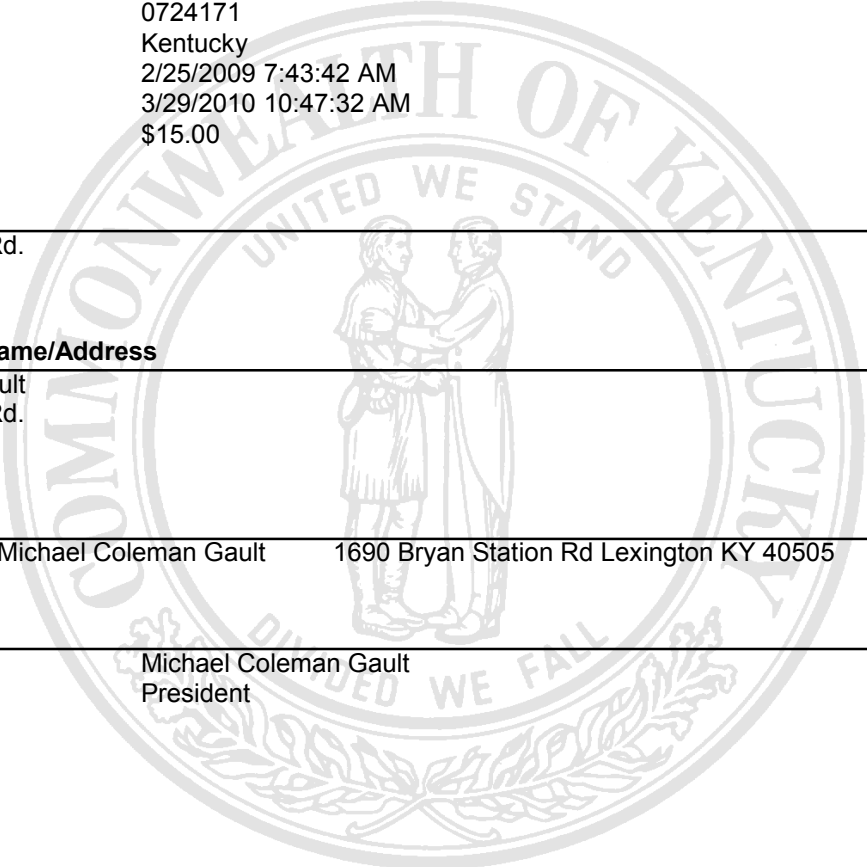 0724171
Kentucky
2/25/2009 7:43:42 AM
3/29/2010 10:47:32 AM
$15.00
COMMONWEALTH OF KENTUCKY
UNITED WE STAND
Rd.
ame/Address
ult
Rd.
Michael Coleman Gault 1690 Bryan Station Rd Lexington KY 40505
Michael Coleman Gault
President
DIVIDED WE FALL